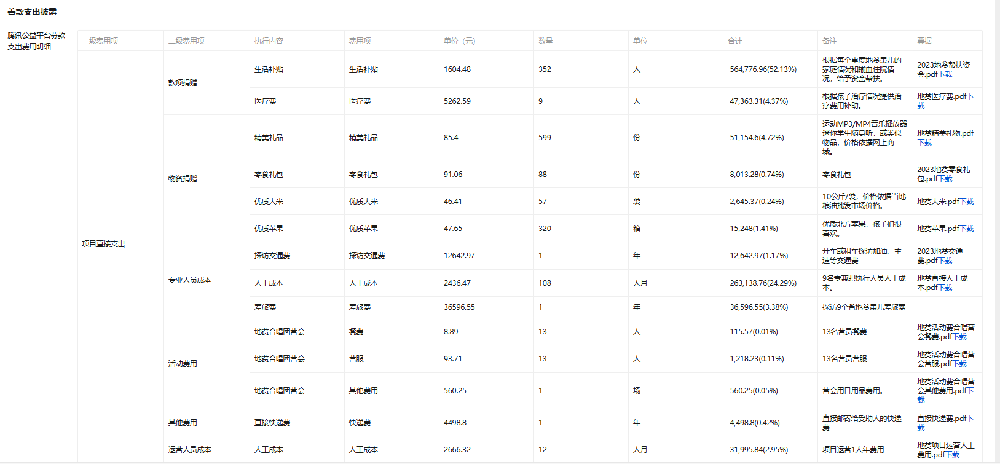 善款支出披露
腾讯公益平台募款
支出费用明细
一级费用项 二级费用项 执行内容 费用项 单价（元） 数量 单位 合计 备注 票据
项目直接支出
款项捐赠
生活补贴 生活补贴 1604.48 352 人 564,776.96(52.13%)
根据每个重度地贫患儿的
家庭情况和输血住院情
况，给予资金帮扶。
2023地贫帮扶资
金.pdf下载
医疗费 医疗费 5262.59 9 人 47,363.31(4.37%)
根据孩子治疗情况提供治
疗费用补助。
地贫医疗费.pdf下
载
物资捐赠
精美礼品 精美礼品 85.4 599 份 51,154.6(4.72%)
运动MP3/MP4音乐播放器
迷你学生随身听，或类似
物品，价格依据网上商
城。
地贫精美礼物.pdf
下载
零食礼包 零食礼包 91.06 88 份 8,013.28(0.74%) 零食礼包
2023地贫零食礼
包.pdf下载
优质大米 优质大米 46.41 57 袋 2,645.37(0.24%)
10公斤/袋，价格依据当地
粮油批发市场价格。
地贫大米.pdf下载
优质苹果 优质苹果 47.65 320 箱 15,248(1.41%)
优质北方苹果，孩子们很
喜欢。
地贫苹果.pdf下载
专业人员成本
探访交通费 探访交通费 12642.97 1 年 12,642.97(1.17%)
开车或租车探访加油、主
速等交通费
2023地贫交通
费.pdf下载
人工成本 人工成本 2436.47 108 人月 263,138.76(24.29%)
9名专兼职执行人员人工成
本。
地贫直接人工成
本.pdf下载
差旅费 差旅费 36596.55 1 年 36,596.55(3.38%) 探访9个省地贫患儿差旅费
活动费用
地贫合唱团营会 餐费 8.89 13 人 115.57(0.01%) 13名营员餐费
地贫活动费合唱营
会餐费.pdf下载
地贫合唱团营会 营服 93.71 13 人 1,218.23(0.11%) 13名营员营服
地贫活动费合唱营
会营服.pdf下载
地贫合唱团营会 其他费用 560.25 1 场 560.25(0.05%) 营会用日用品费用。
地贫活动费合唱营
会其他费用.pdf下
载
其他费用
直接快递费 快递费 4498.8 1 年 4,498.8(0.42%)
直接邮寄给受助人的快递
费
直接快递费.pdf下
载
运营人员成本 人工成本 人工成本 2666.32 12 人月 31,995.84(2.95%) 项目运营1人年费用
地贫项目运营人工
费用.pdf下载